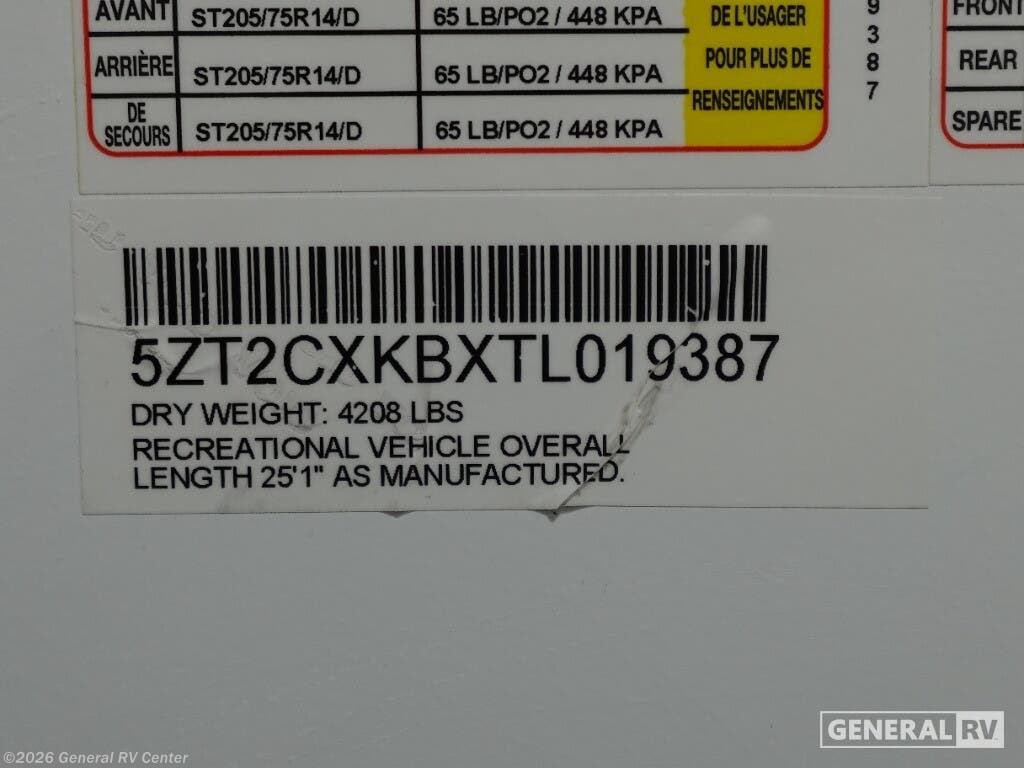 AVANT ST205/75R14/D 65 LB/PO2 / 448 KPA DE L'USAGER
ARRIÈRE ST205/75R14/D 65 LB/PO2 / 448 KPA POUR PLUS DE
DE SECOURS ST205/75R14/D 65 LB/PO2 / 448 KPA RENSEIGNEMENTS
9
3
8
7
FRONT
REAR
SPARE
5ZT2CXKBXTL019387
DRY WEIGHT: 4208 LBS
RECREATIONAL VEHICLE OVERALL
LENGTH 25'1" AS MANUFACTURED.
GENERAL RV
©2026 General RV Center